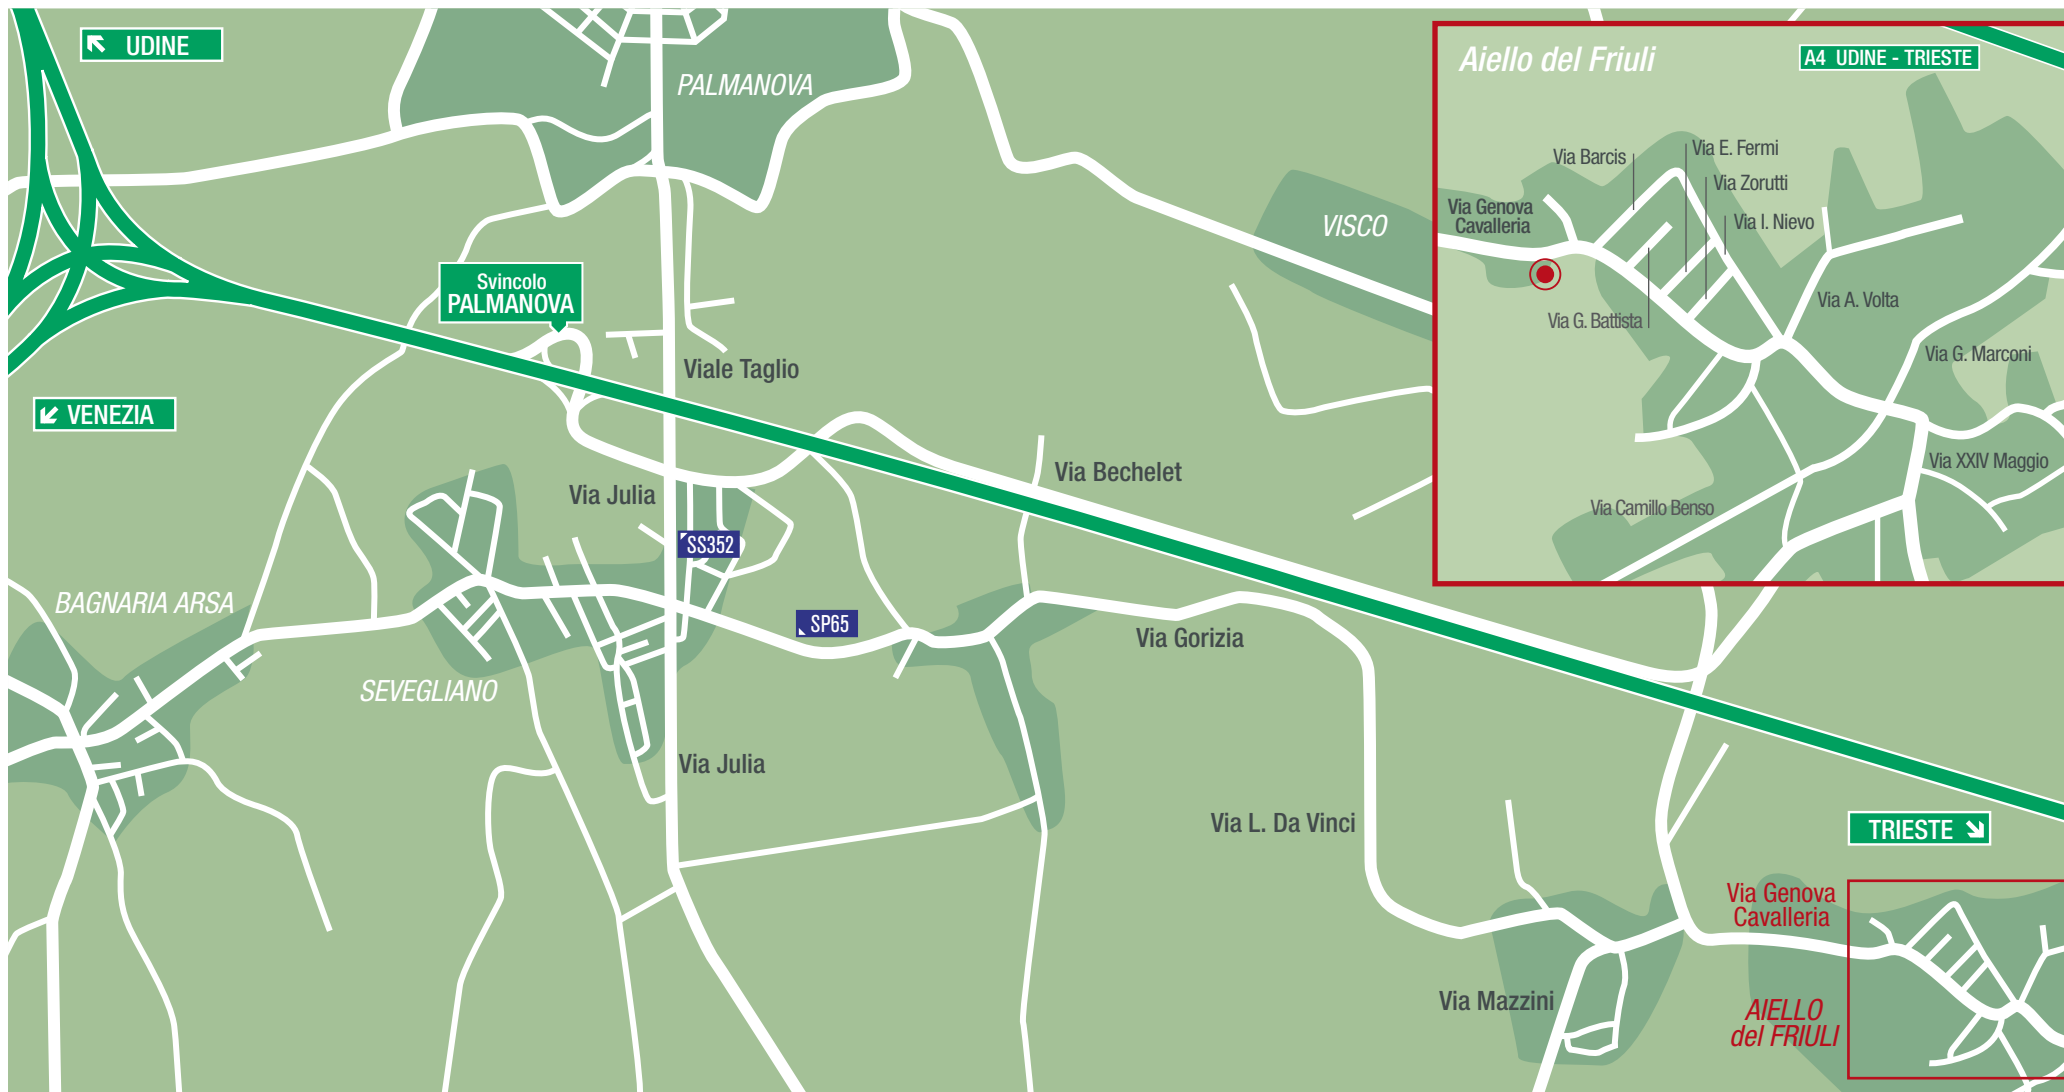 UDINE
PALMANOVA
Aiello del Friuli
A4 UDINE - TRIESTE
Via Barcis
Via E. Fermi
Via Zorutti
Via Genova
Cavalleria
Via I. Nievo
VISCO
Svincolo
PALMANOVA
Via A. Volta
Via G. Battista
Via G. Marconi
Viale Taglio
VENEZIA
Via Bechelet
Via XXIV Maggio
Via Julia
Via Camillo Benso
SS352
BAGNARIA ARSA
SP65
Via Gorizia
SEVEGLIANO
Via Julia
Via L. Da Vinci
TRIESTE
Via Genova
Cavalleria
Via Mazzini
AIELLO
del FRIULI